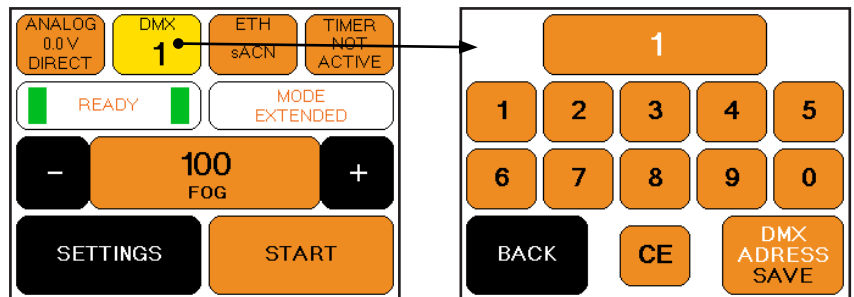 ANALOG
0.0 V
DIRECT
DMX
1
ETH
sACN
TIMER
NOT
ACTIVE
READY
MODE
EXTENDED
-
100
FOG
+
SETTINGS
START
1
1 2 3 4 5
6 7 8 9 0
BACK
CE
DMX
ADRESS
SAVE